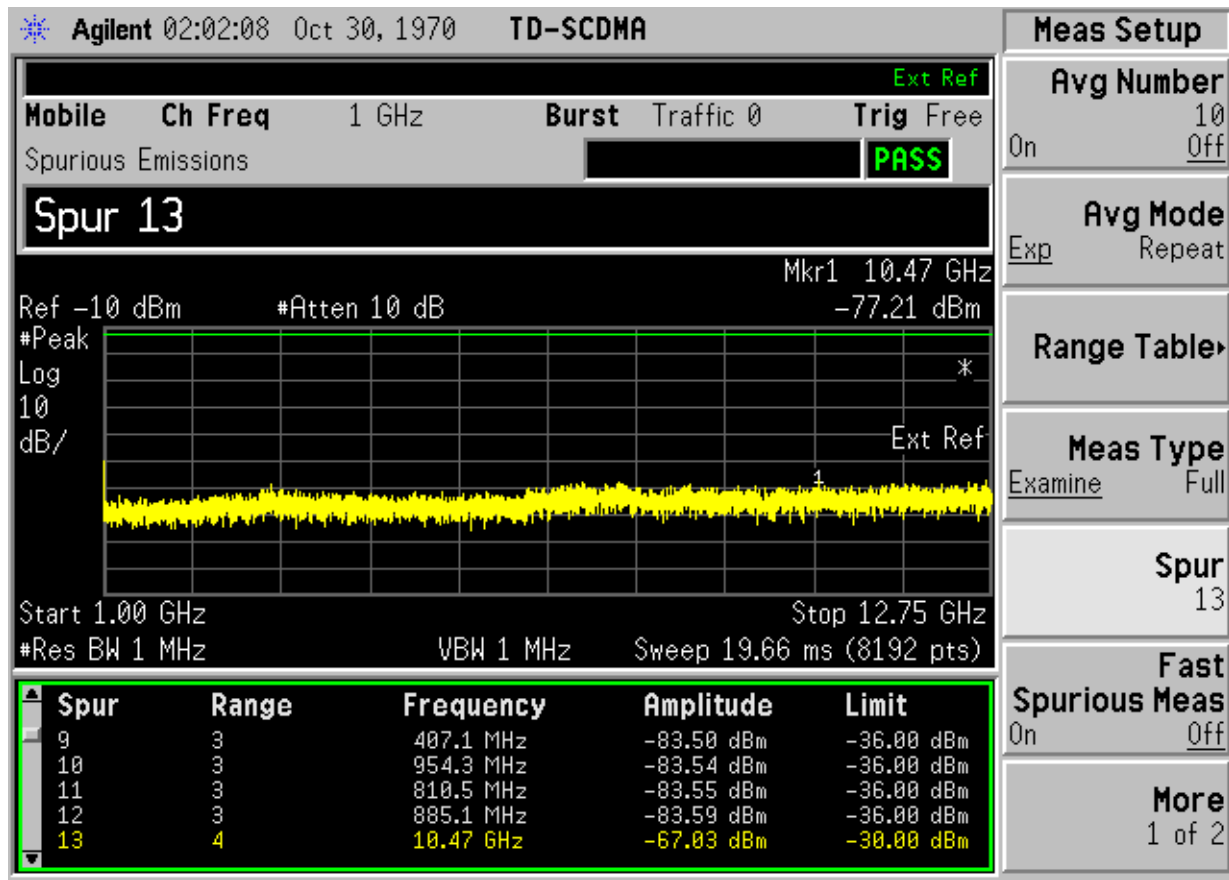 Agilent 02:02:08 Oct 30, 1970 TD-SCDMA
Ext Ref
Mobile Ch Freq 1 GHz Burst Traffic 0 Trig Free
Spurious Emissions PASS
Spur 13
Mkr1 10.47 GHz
Ref -10 dBm #Atten 10 dB -77.21 dBm
#Peak
Log
10
dB/
*
Ext Ref
1
Start 1.00 GHz Stop 12.75 GHz
#Res BW 1 MHz VBW 1 MHz Sweep 19.66 ms (8192 pts)
Spur Range Frequency Amplitude Limit
9 3 407.1 MHz -83.50 dBm -36.00 dBm
10 3 954.3 MHz -83.54 dBm -36.00 dBm
11 3 810.5 MHz -83.55 dBm -36.00 dBm
12 3 885.1 MHz -83.59 dBm -36.00 dBm
13 4 10.47 GHz -67.03 dBm -30.00 dBm
Meas Setup
Avg Number
10
On Off
Avg Mode
Exp Repeat
Range Table
Meas Type
Examine Full
Spur
13
Fast
Spurious Meas
On Off
More
1 of 2